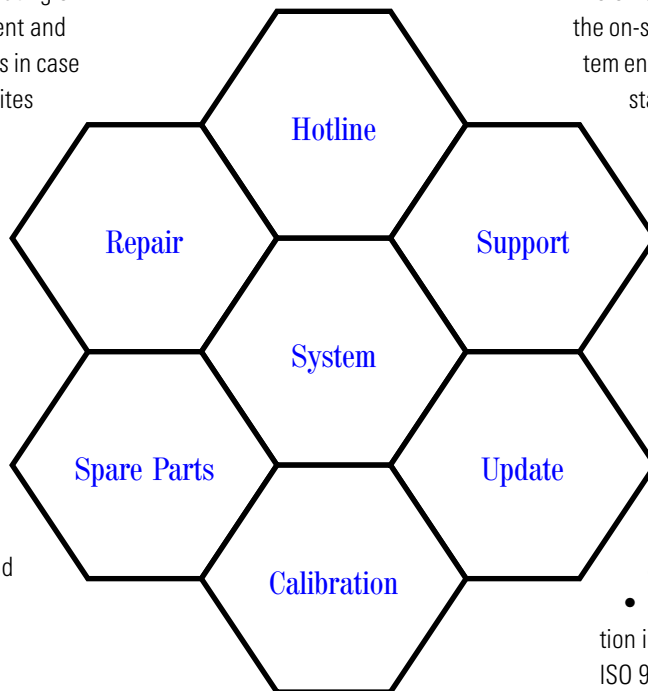 ent and
s in case
ites
the on-s
tem en
sta
Hotline
Repair
Support
System
Spare Parts
Update
Calibration
d
•
tion i
ISO 9